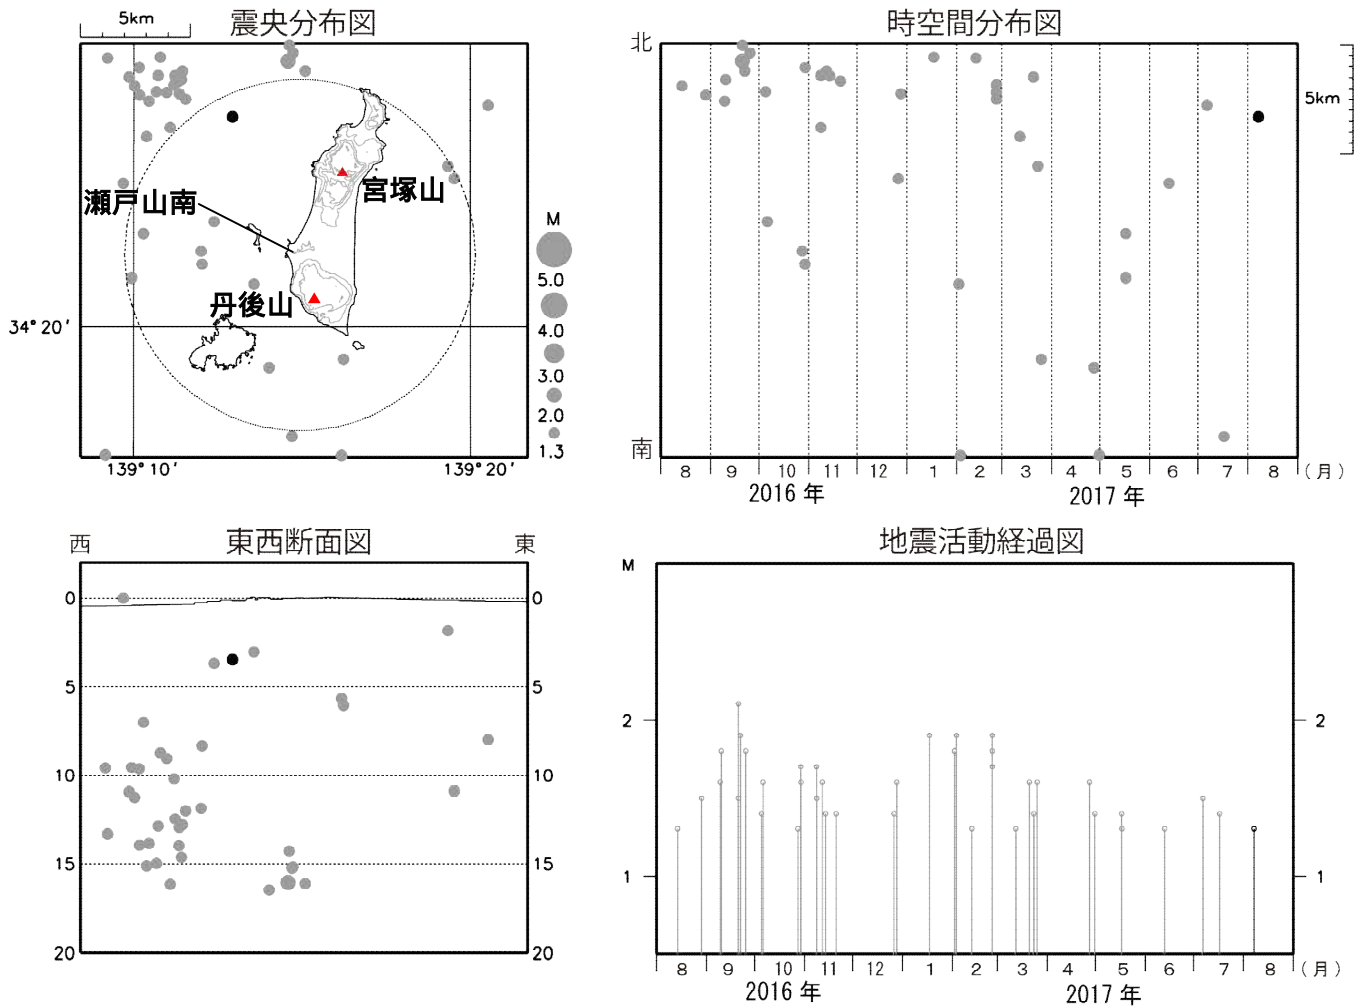 震央分布図
5km
宮塚山
瀬戸山南
丹後山
34°20′
139°10′
139°20′
M
5.0
4.0
3.0
2.0
1.3
時空間分布図
北
南
5km
8 9 10 11 12 1 2 3 4 5 6 7 8 (月)
2016 年 2017 年
東西断面図
西 東
0 0
5 5
10 10
15 15
20 20
地震活動経過図
M
2 2
1 1
8 9 10 11 12 1 2 3 4 5 6 7 8 (月)
2016 年 2017 年